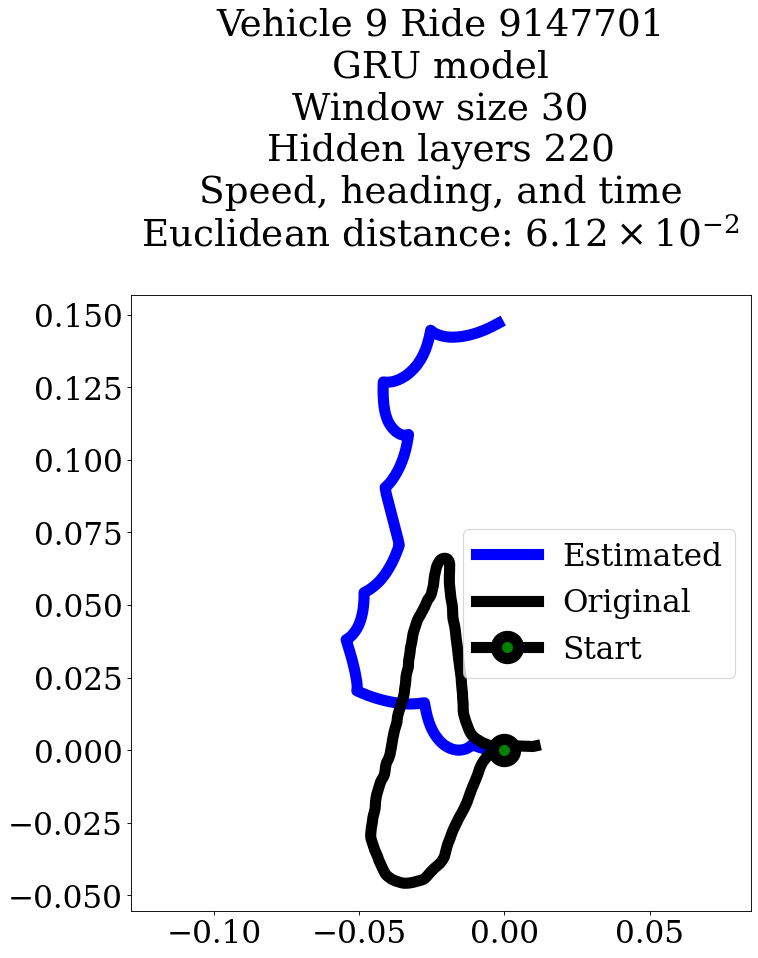 Vehicle 9 Ride 9147701
GRU model
Window size 30
Hidden layers 220
Speed, heading, and time
Euclidean distance: $6.12 \times 10^{-2}$
0.150
0.125
0.100
0.075
0.050
0.025
0.000
−0.025
−0.050
Estimated
Original
Start
−0.10
−0.05
0.00
0.05